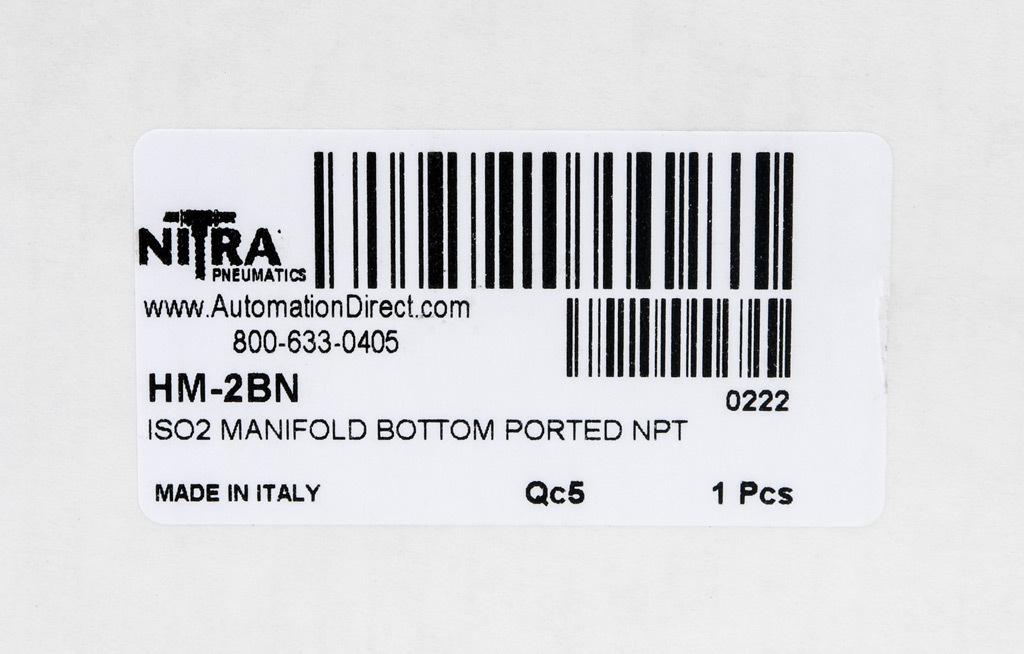 NITRA
PNEUMATICS
www.AutomationDirect.com
800-633-0405
HM-2BN
0222
ISO2 MANIFOLD BOTTOM PORTED NPT
MADE IN ITALY Qc5 1 Pcs